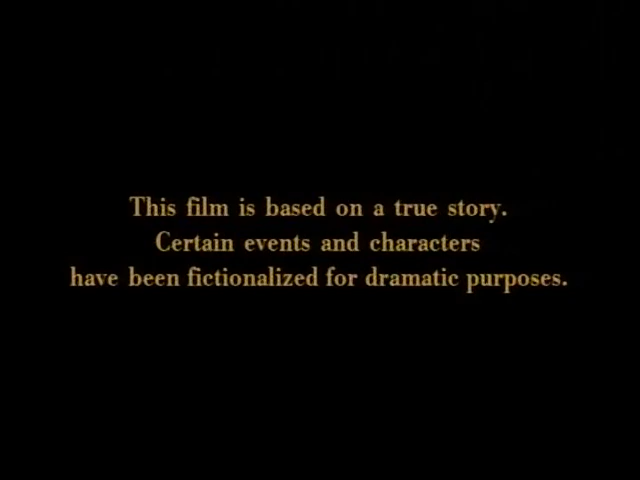 This film is based on a true story.
Certain events and characters
have been fictionalized for dramatic purposes.